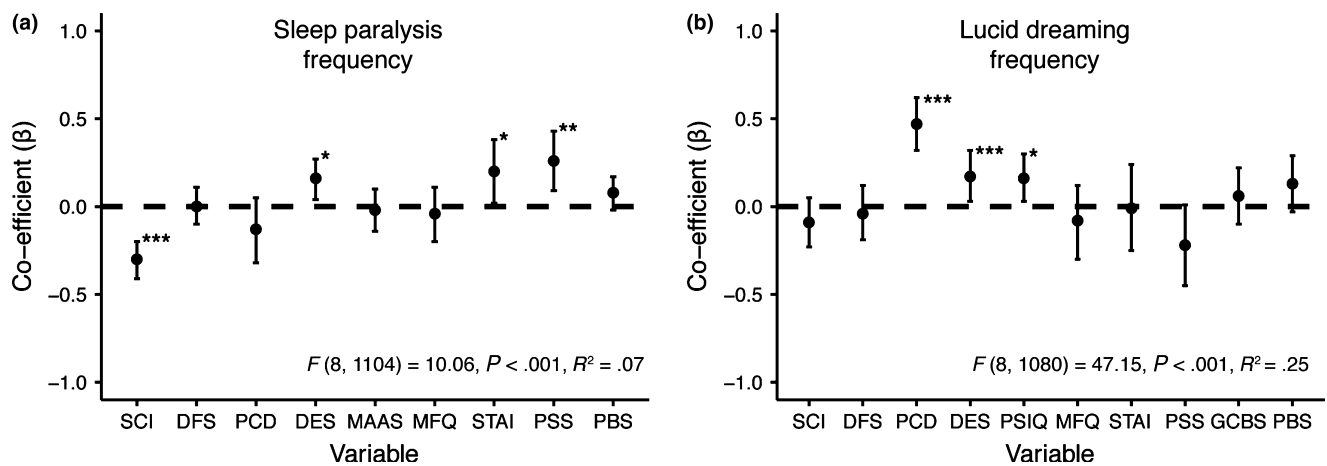 (a)
Sleep paralysis
frequency
1.0
0.5
0.0
−0.5
−1.0
Co−efficient (β)
***
*
*
**
F (8, 1104) = 10.06, P < .001, R² = .07
SCI DFS PCD DES MAAS MFQ STAI PSS PBS
Variable
(b)
Lucid dreaming
frequency
1.0
0.5
0.0
−0.5
−1.0
Co−efficient (β)
***
***
*
F (8, 1080) = 47.15, P < .001, R² = .25
SCI DFS PCD DES PSIQ MFQ STAI PSS GCBS PBS
Variable